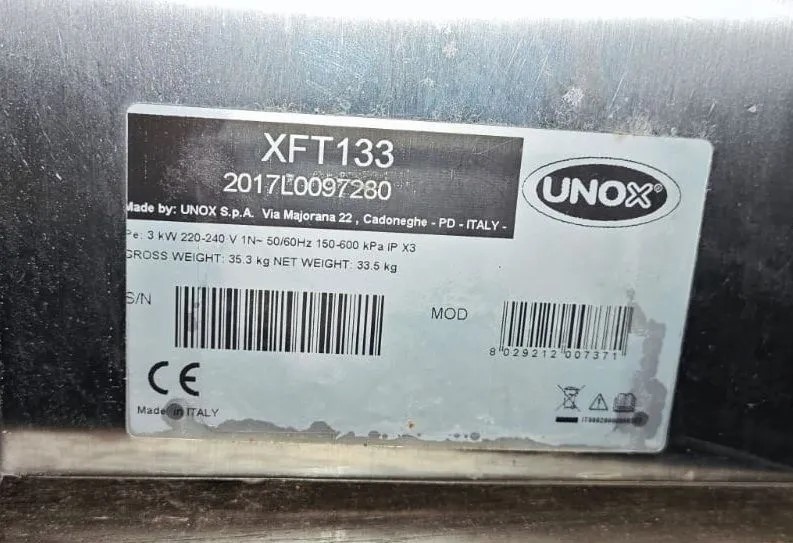 XFT133
2017L0097280
UNOX
Made by: UNOX S.p.A. Via Majorana 22 , Cadoneghe - PD - ITALY -
Pe: 3 kW 220-240 V 1N~ 50/60Hz 150-600 kPa IP X3
GROSS WEIGHT: 35.3 kg NET WEIGHT: 33.5 kg
S/N
MOD
8 029212 007371
CE
Made in ITALY